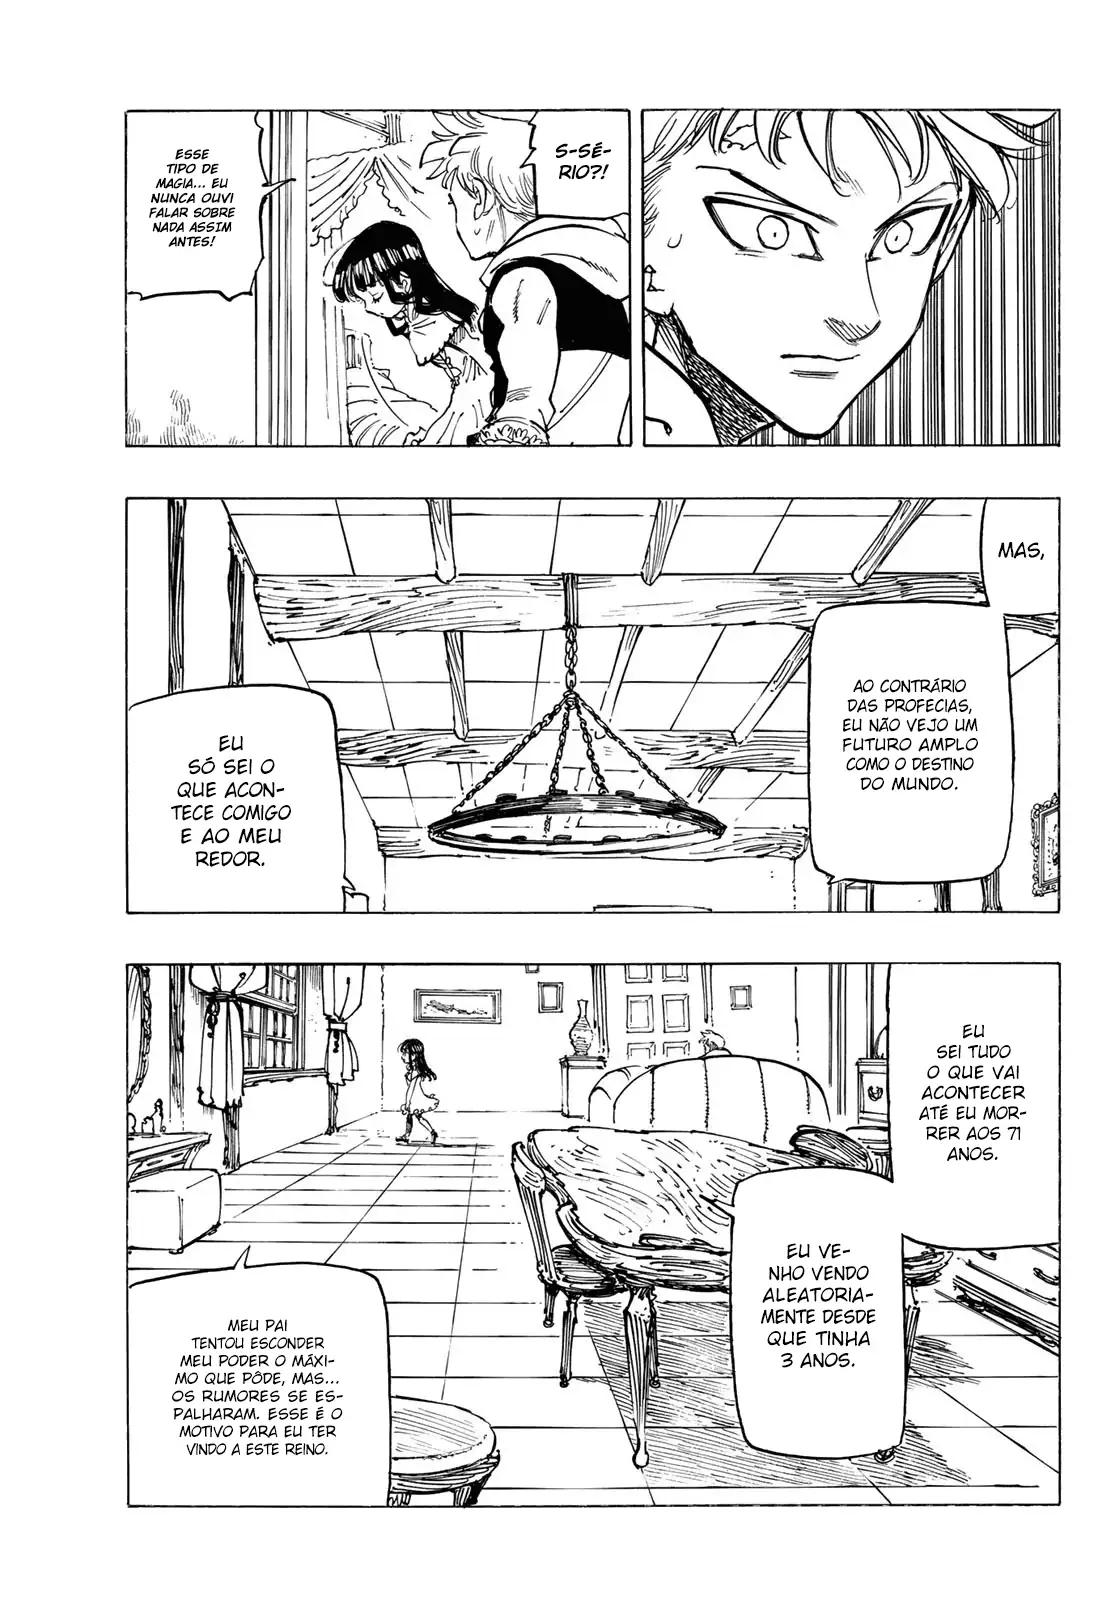 S-SÉ-
RIO?!
ESSE
TIPO DE
MAGIA... EU
NUNCA OUVI
FALAR SOBRE
NADA ASSIM
ANTES!
MAS,
AO CONTRÁRIO
DAS PROFECIAS,
EU NÃO VEJO UM
FUTURO AMPLO
COMO O DESTINO
DO MUNDO.
EU
SÓ SEI O
QUE ACON-
TECE COMIGO
E AO MEU
REDOR.
EU
SEI TUDO
O QUE VAI
ACONTECER
ATÉ EU MOR-
RER AOS 71
ANOS.
EU VE-
NHO VENDO
ALEATORIA-
MENTE DESDE
QUE TINHA
3 ANOS.
MEU PAI
TENTOU ESCONDER
MEU PODER O MÁXI-
MO QUE PÔDE, MAS...
OS RUMORES SE ES-
PALHARAM. ESSE É O
MOTIVO PARA EU TER
VINDO A ESTE REINO.